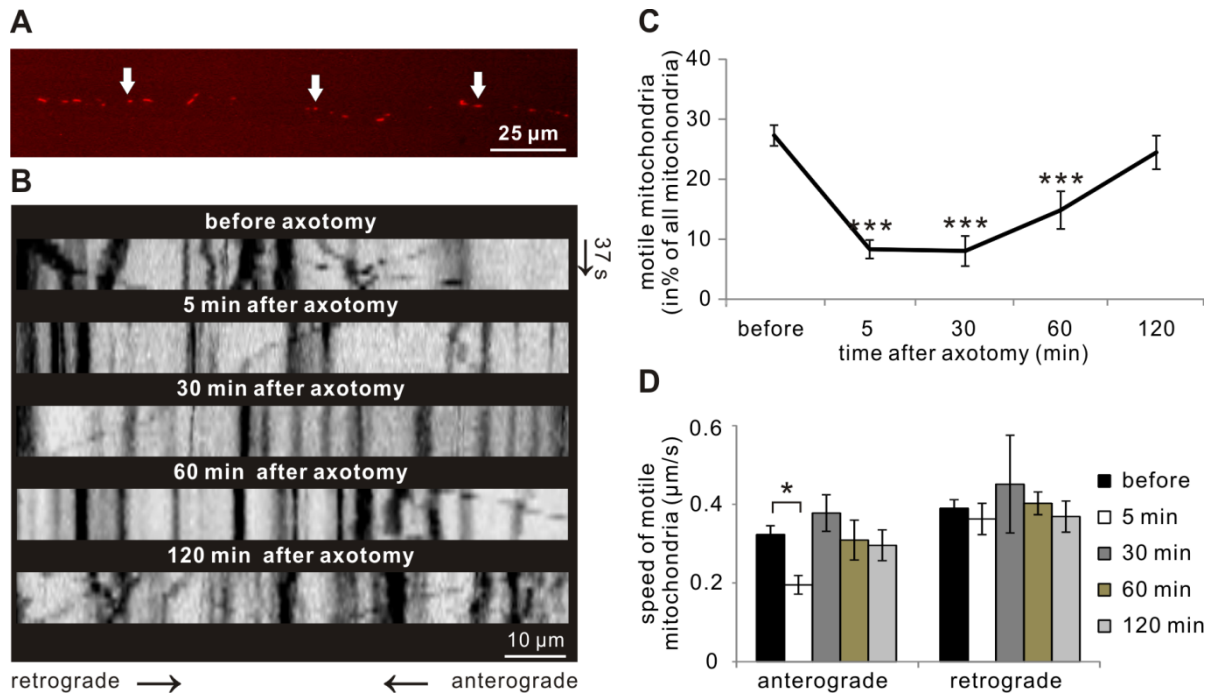 A
25 µm
B
before axotomy
37 s
5 min after axotomy
30 min after axotomy
60 min after axotomy
120 min after axotomy
10 µm
retrograde → ← anterograde
C
motile mitochondria
(in% of all mitochondria)
40
30
20
10
0
***
***
***
before 5 30 60 120
time after axotomy (min)
D
speed of motile
mitochondria (µm/s)
0.6
0.4
0.2
0
*
anterograde retrograde
before
5 min
30 min
60 min
120 min